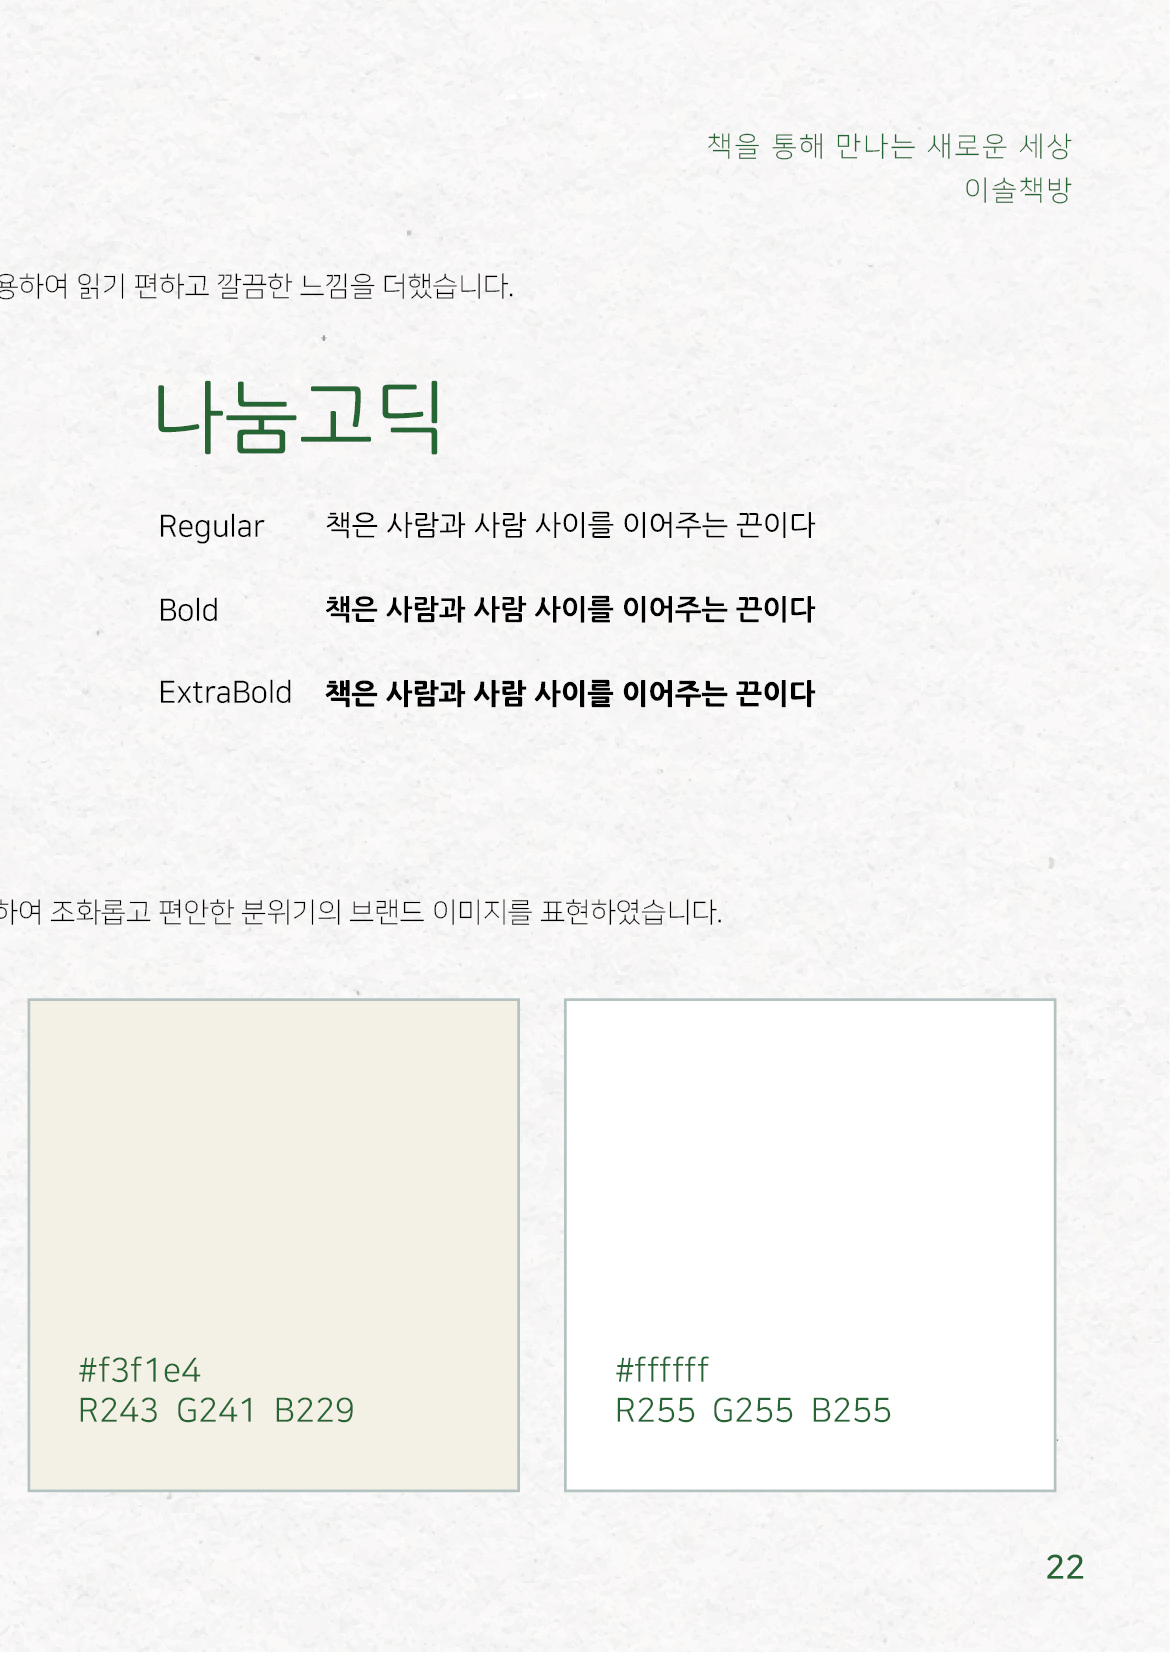 책을 통해 만나는 새로운 세상
이솔책방
용하여 읽기 편하고 깔끔한 느낌을 더했습니다.
나눔고딕
Regular 책은 사람과 사람 사이를 이어주는 끈이다
Bold 책은 사람과 사람 사이를 이어주는 끈이다
ExtraBold 책은 사람과 사람 사이를 이어주는 끈이다
하여 조화롭고 편안한 분위기의 브랜드 이미지를 표현하였습니다.
#f3f1e4
R243 G241 B229
#ffffff
R255 G255 B255
22